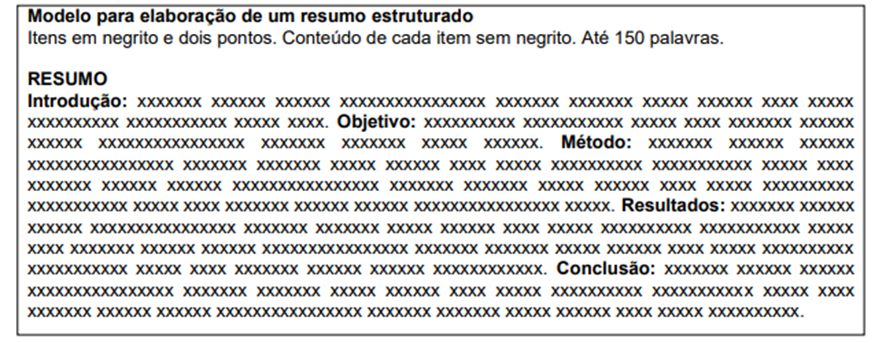 Modelo para elaboração de um resumo estruturado
Itens em negrito e dois pontos. Conteúdo de cada item sem negrito. Até 150 palavras.
RESUMO
Introdução: xxxxxxx xxxxxx xxxxxx xxxxxxxxxxxxxxxx xxxxxxx xxxxxxx xxxxx xxxxxx xxxx xxxxx
xxxxxxxxxx xxxxxxxxxxx xxxxx xxxx. Objetivo: xxxxxxxxxx xxxxxxxxxxx xxxxx xxxx xxxxxxx xxxxxx
xxxxxx xxxxxxxxxxxxxxxx xxxxxxx xxxxxxx xxxxx xxxxxx. Método: xxxxxxx xxxxxx xxxxxx
xxxxxxxxxxxxxxxx xxxxxxx xxxxxxx xxxxx xxxxxx xxxx xxxxx xxxxxxxxxx xxxxxxxxxxx xxxxx xxxx
xxxxxxx xxxxxx xxxxxx xxxxxxxxxxxxxxxx xxxxxxx xxxxxxx xxxxx xxxxxx xxxx xxxxx xxxxxxxxxx
xxxxxxxxxxx xxxxx xxxx xxxxxxx xxxxxx xxxxxx xxxxxxxxxxxxxxxx xxxxx. Resultados: xxxxxxx xxxxxx
xxxxxx xxxxxxxxxxxxxxxx xxxxxxx xxxxxxx xxxxx xxxxxx xxxx xxxxx xxxxxxxxxx xxxxxxxxxxx xxxxx
xxxx xxxxxxx xxxxxx xxxxxx xxxxxxxxxxxxxxxx xxxxxxx xxxxxxx xxxxx xxxxxx xxxx xxxxx xxxxxxxxxx
xxxxxxxxxxx xxxxx xxxx xxxxxxx xxxxxx xxxxxx xxxxxxxxxxxx. Conclusão: xxxxxxx xxxxxx xxxxxx
xxxxxxxxxxxxxxxx xxxxxxx xxxxxxx xxxxx xxxxxx xxxx xxxxx xxxxxxxxxx xxxxxxxxxxx xxxxx xxxx
xxxxxxx xxxxxx xxxxxx xxxxxxxxxxxxxxxx xxxxxxx xxxxxxx xxxxx xxxxxx xxxx xxxxx xxxxxxxxxx.